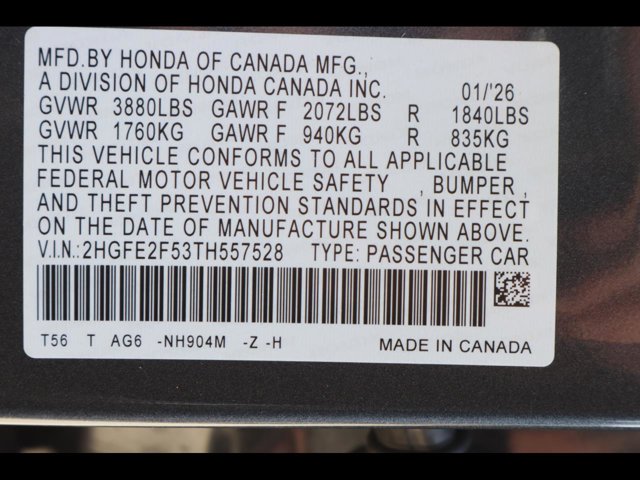 MFD.BY HONDA OF CANADA MFG.,
A DIVISION OF HONDA CANADA INC. 01/'26
GVWR 3880LBS GAWR F 2072LBS R 1840LBS
GVWR 1760KG GAWR F 940KG R 835KG
THIS VEHICLE CONFORMS TO ALL APPLICABLE
FEDERAL MOTOR VEHICLE SAFETY , BUMPER ,
AND THEFT PREVENTION STANDARDS IN EFFECT
ON THE DATE OF MANUFACTURE SHOWN ABOVE.
V.I.N.:2HGFE2F53TH557528 TYPE: PASSENGER CAR
T56 T AG6 -NH904M -Z -H MADE IN CANADA